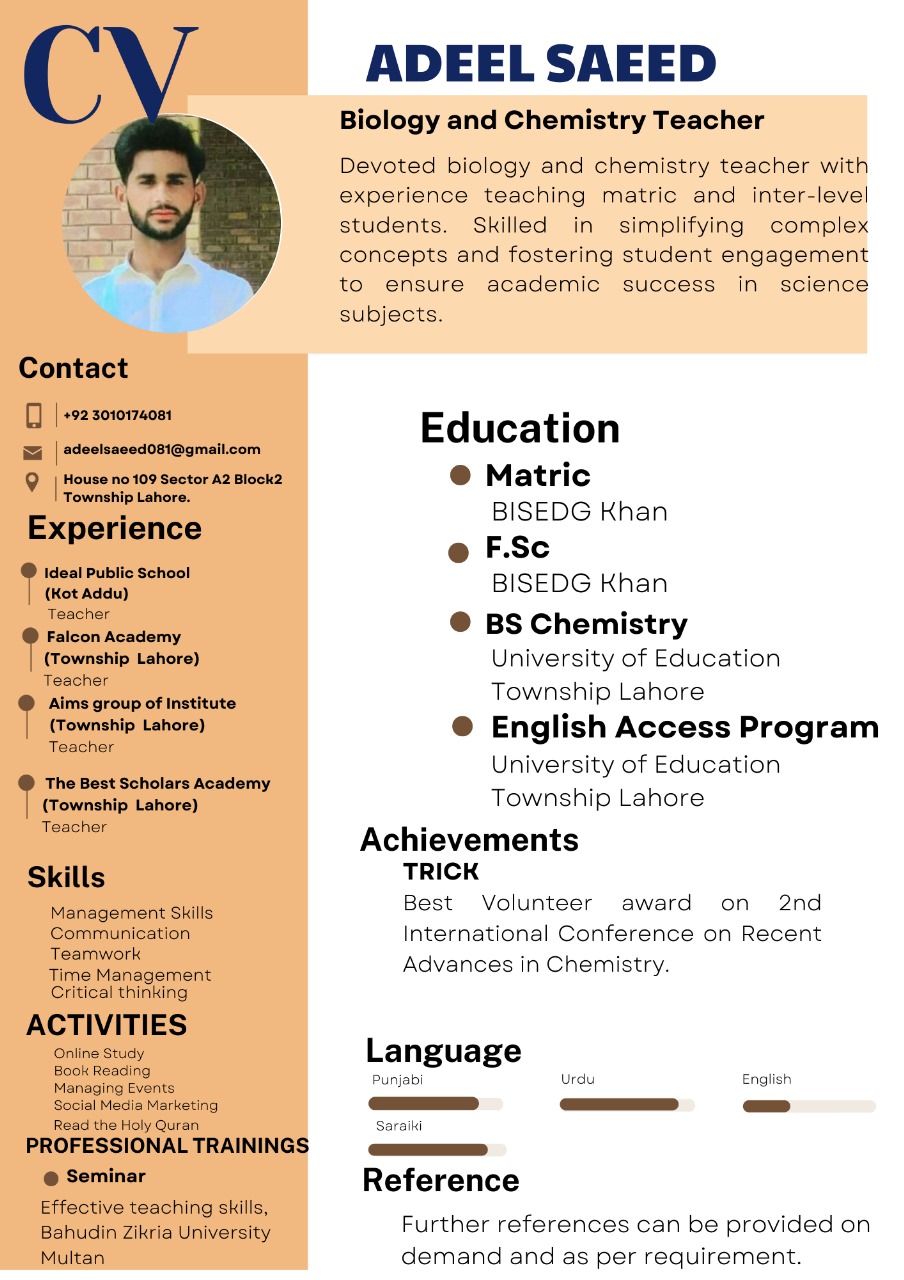 CV
ADEEL SAEED
Biology and Chemistry Teacher
Devoted biology and chemistry teacher with
experience teaching matric and inter-level
students. Skilled in simplifying complex
concepts and fostering student engagement
to ensure academic success in science
subjects.
Contact
+92 3010174081
adeelsaeed081@gmail.com
House no 109 Sector A2 Block2
Township Lahore.
Experience
Ideal Public School
(Kot Addu)
Teacher
Falcon Academy
(Township Lahore)
Teacher
Aims group of Institute
(Township Lahore)
Teacher
The Best Scholars Academy
(Township Lahore)
Teacher
Skills
Management Skills
Communication
Teamwork
Time Management
Critical thinking
ACTIVITIES
Online Study
Book Reading
Managing Events
Social Media Marketing
Read the Holy Quran
PROFESSIONAL TRAININGS
Seminar
Effective teaching skills,
Bahudin Zikria University
Multan
Education
Matric
BISEDG Khan
F.Sc
BISEDG Khan
BS Chemistry
University of Education
Township Lahore
English Access Program
University of Education
Township Lahore
Achievements
TRICK
Best Volunteer award on 2nd
International Conference on Recent
Advances in Chemistry.
Language
Punjabi
Urdu
English
Saraiki
Reference
Further references can be provided on
demand and as per requirement.